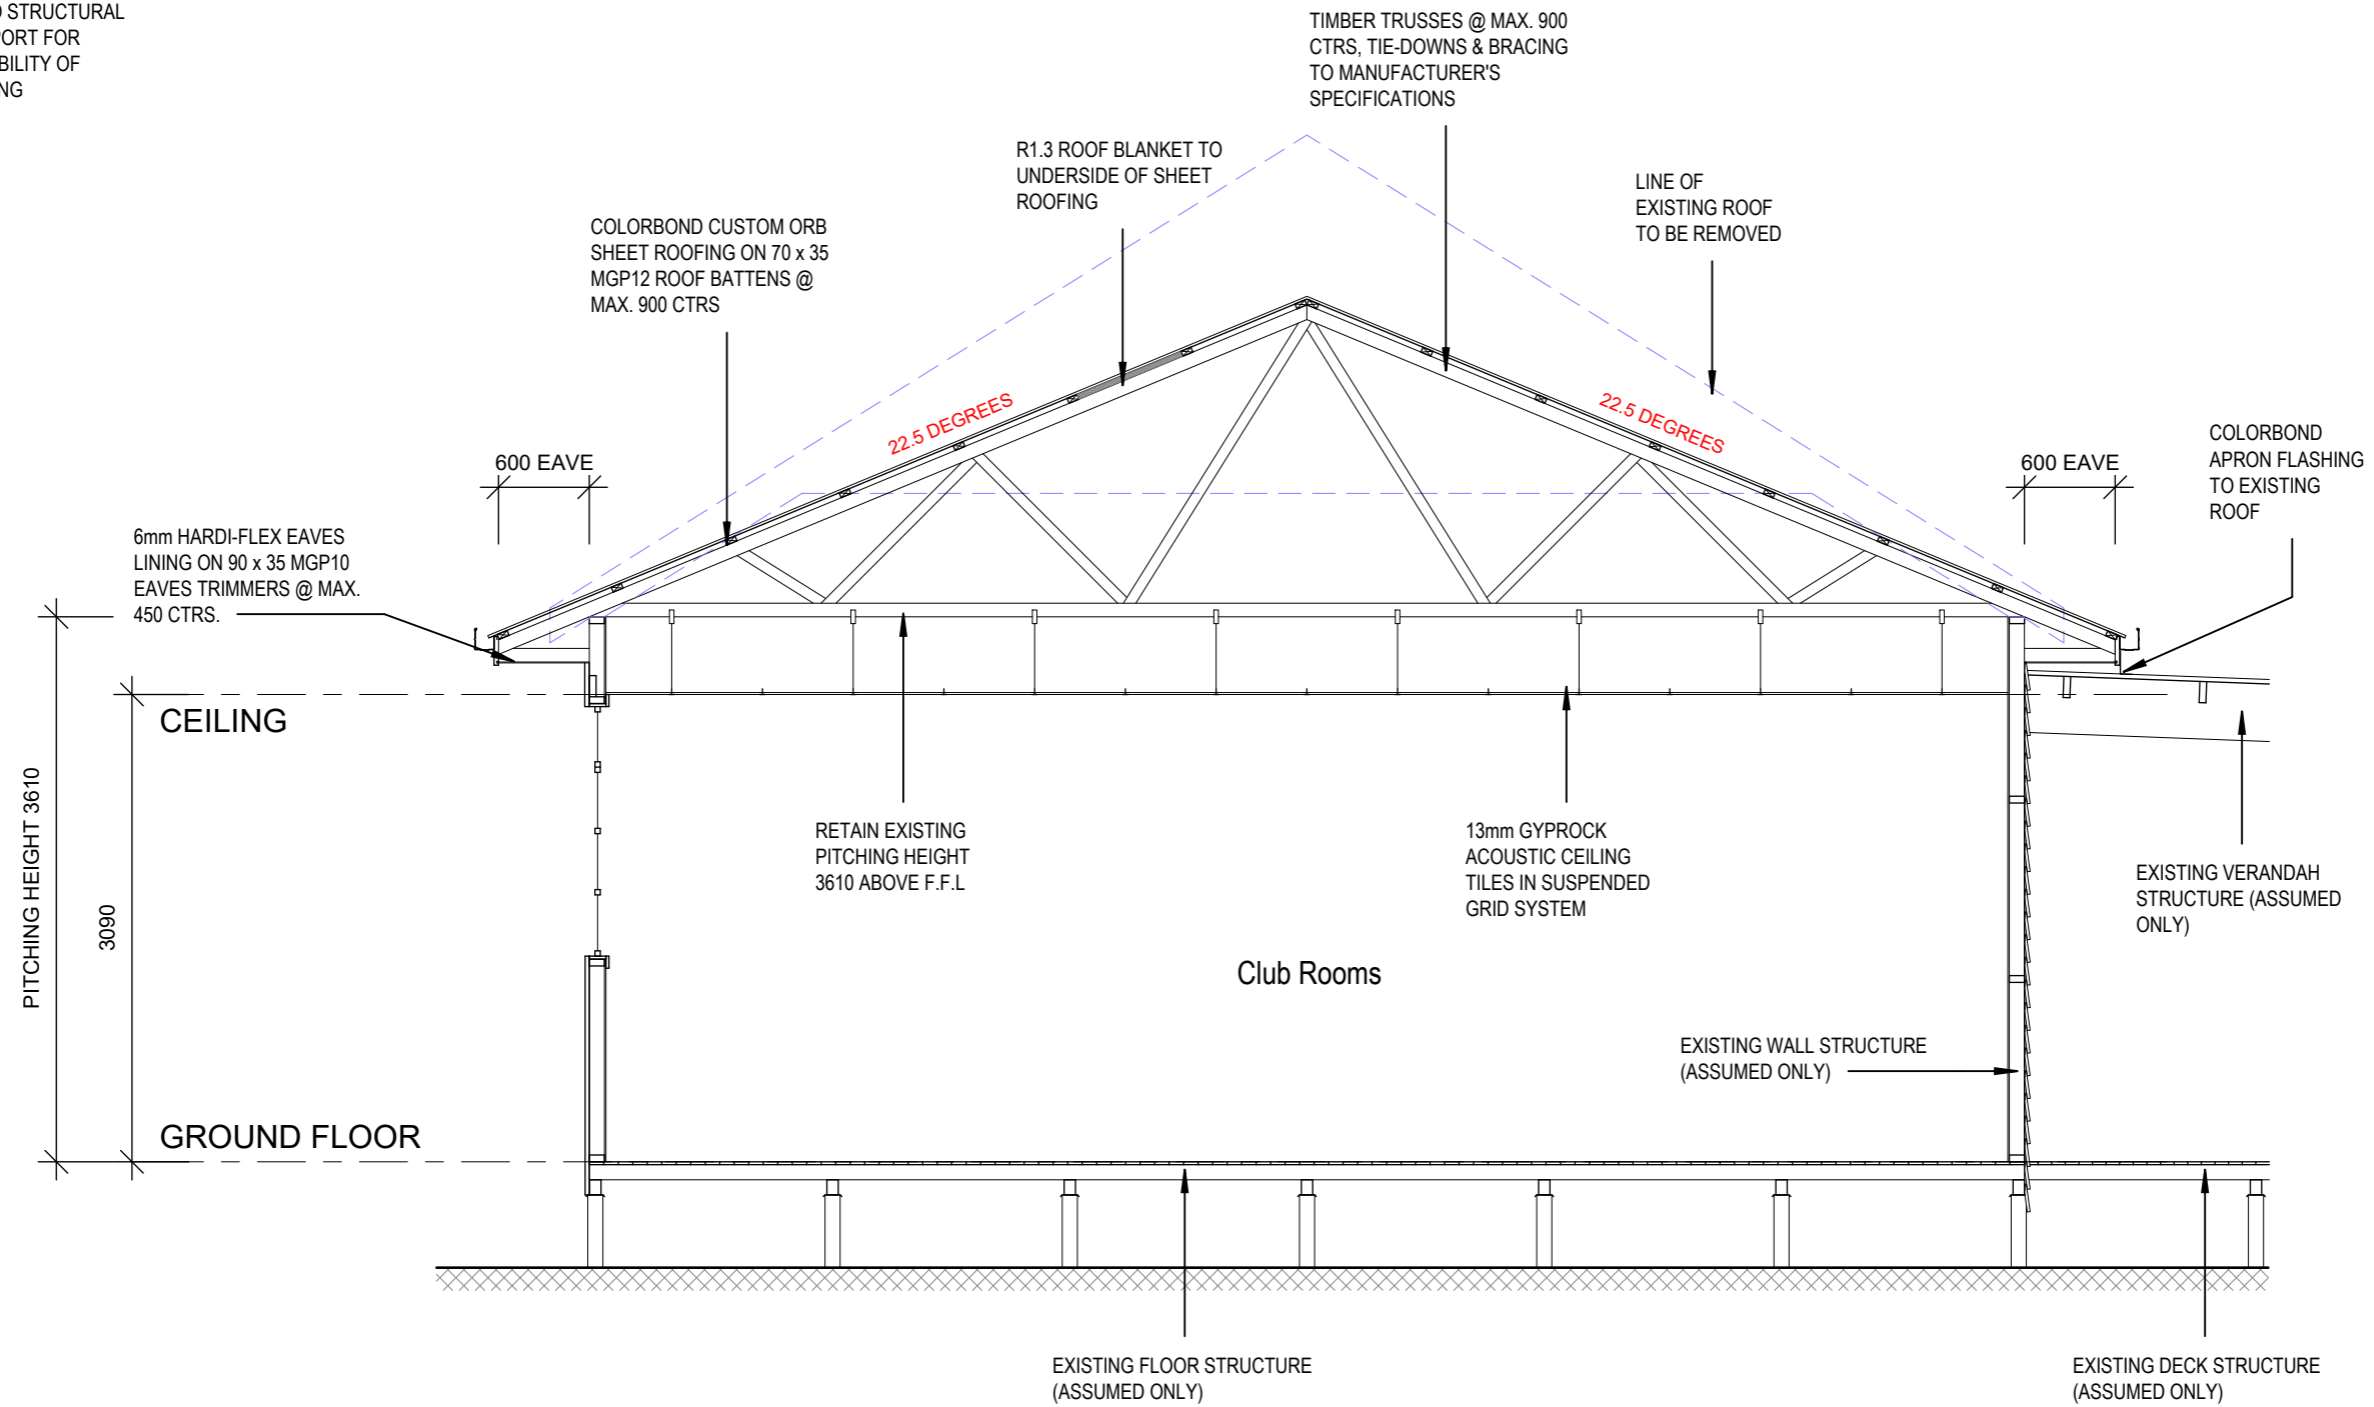 STRUCTURAL
PORT FOR
BILITY OF
NG
TIMBER TRUSSES @ MAX. 900
CTRS, TIE-DOWNS & BRACING
TO MANUFACTURER'S
SPECIFICATIONS
R1.3 ROOF BLANKET TO
UNDERSIDE OF SHEET
ROOFING
LINE OF
EXISTING ROOF
TO BE REMOVED
COLORBOND CUSTOM ORB
SHEET ROOFING ON 70 x 35
MGP12 ROOF BATTENS @
MAX. 900 CTRS
22.5 DEGREES
22.5 DEGREES
COLORBOND
APRON FLASHING
TO EXISTING
ROOF
600 EAVE
600 EAVE
6mm HARDI-FLEX EAVES
LINING ON 90 x 35 MGP10
EAVES TRIMMERS @ MAX.
450 CTRS.
CEILING
PITCHING HEIGHT 3610
3090
RETAIN EXISTING
PITCHING HEIGHT
3610 ABOVE F.F.L
13mm GYPROCK
ACOUSTIC CEILING
TILES IN SUSPENDED
GRID SYSTEM
EXISTING VERANDAH
STRUCTURE (ASSUMED
ONLY)
Club Rooms
EXISTING WALL STRUCTURE
(ASSUMED ONLY)
GROUND FLOOR
EXISTING FLOOR STRUCTURE
(ASSUMED ONLY)
EXISTING DECK STRUCTURE
(ASSUMED ONLY)